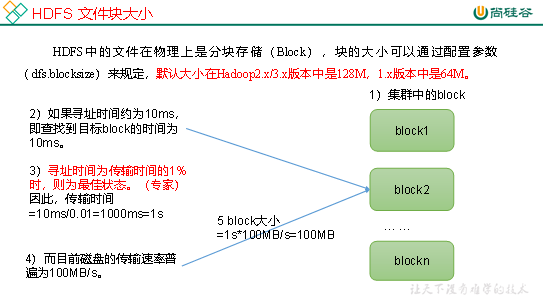 HDFS 文件块大小
尚硅谷
HDFS中的文件在物理上是分块存储（Block），块的大小可以通过配置参数
（dfs.blocksize）来规定，默认大小在Hadoop2.x/3.x版本中是128M，1.x版本中是64M。
1）集群中的block
2）如果寻址时间约为10ms，
即查找到目标block的时间为
10ms。
block1
3）寻址时间为传输时间的1%
时，则为最佳状态。（专家）
因此，传输时间
=10ms/0.01=1000ms=1s
block2
5 block大小
=1s*100MB/s=100MB
... ...
4）而目前磁盘的传输速率普
遍为100MB/s。
blockn
让天下没有难学的技术